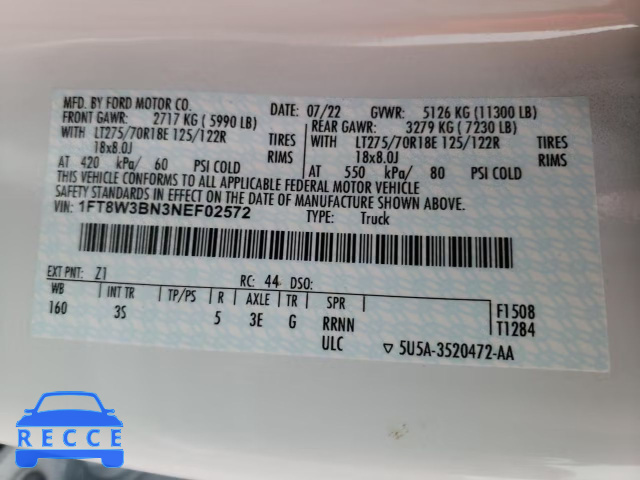 MFD. BY FORD MOTOR CO. DATE: 07/22 GVWR: 5126 KG (11300 LB)
FRONT GAWR: 2717 KG ( 5990 LB) REAR GAWR: 3279 KG ( 7230 LB)
WITH LT275/70R18E 125/122R TIRES WITH LT275/70R18E 125/122R TIRES
18x8.0J RIMS 18x8.0J RIMS
AT 420 kPa/ 60 PSI COLD AT 550 kPa/ 80 PSI COLD
THIS VEHICLE CONFORMS TO ALL APPLICABLE FEDERAL MOTOR VEHICLE
SAFETY STANDARDS IN EFFECT ON THE DATE OF MANUFACTURE SHOWN ABOVE.
VIN: 1FT8W3BN3NEF02572 TYPE: Truck
EXT PNT: Z1 RC: 44 DSO:
WB INT TR TP/PS R AXLE TR SPR F1508
160 3S 5 3E G RRNN T1284
ULC ▽ 5U5A-3520472-AA
RECCE